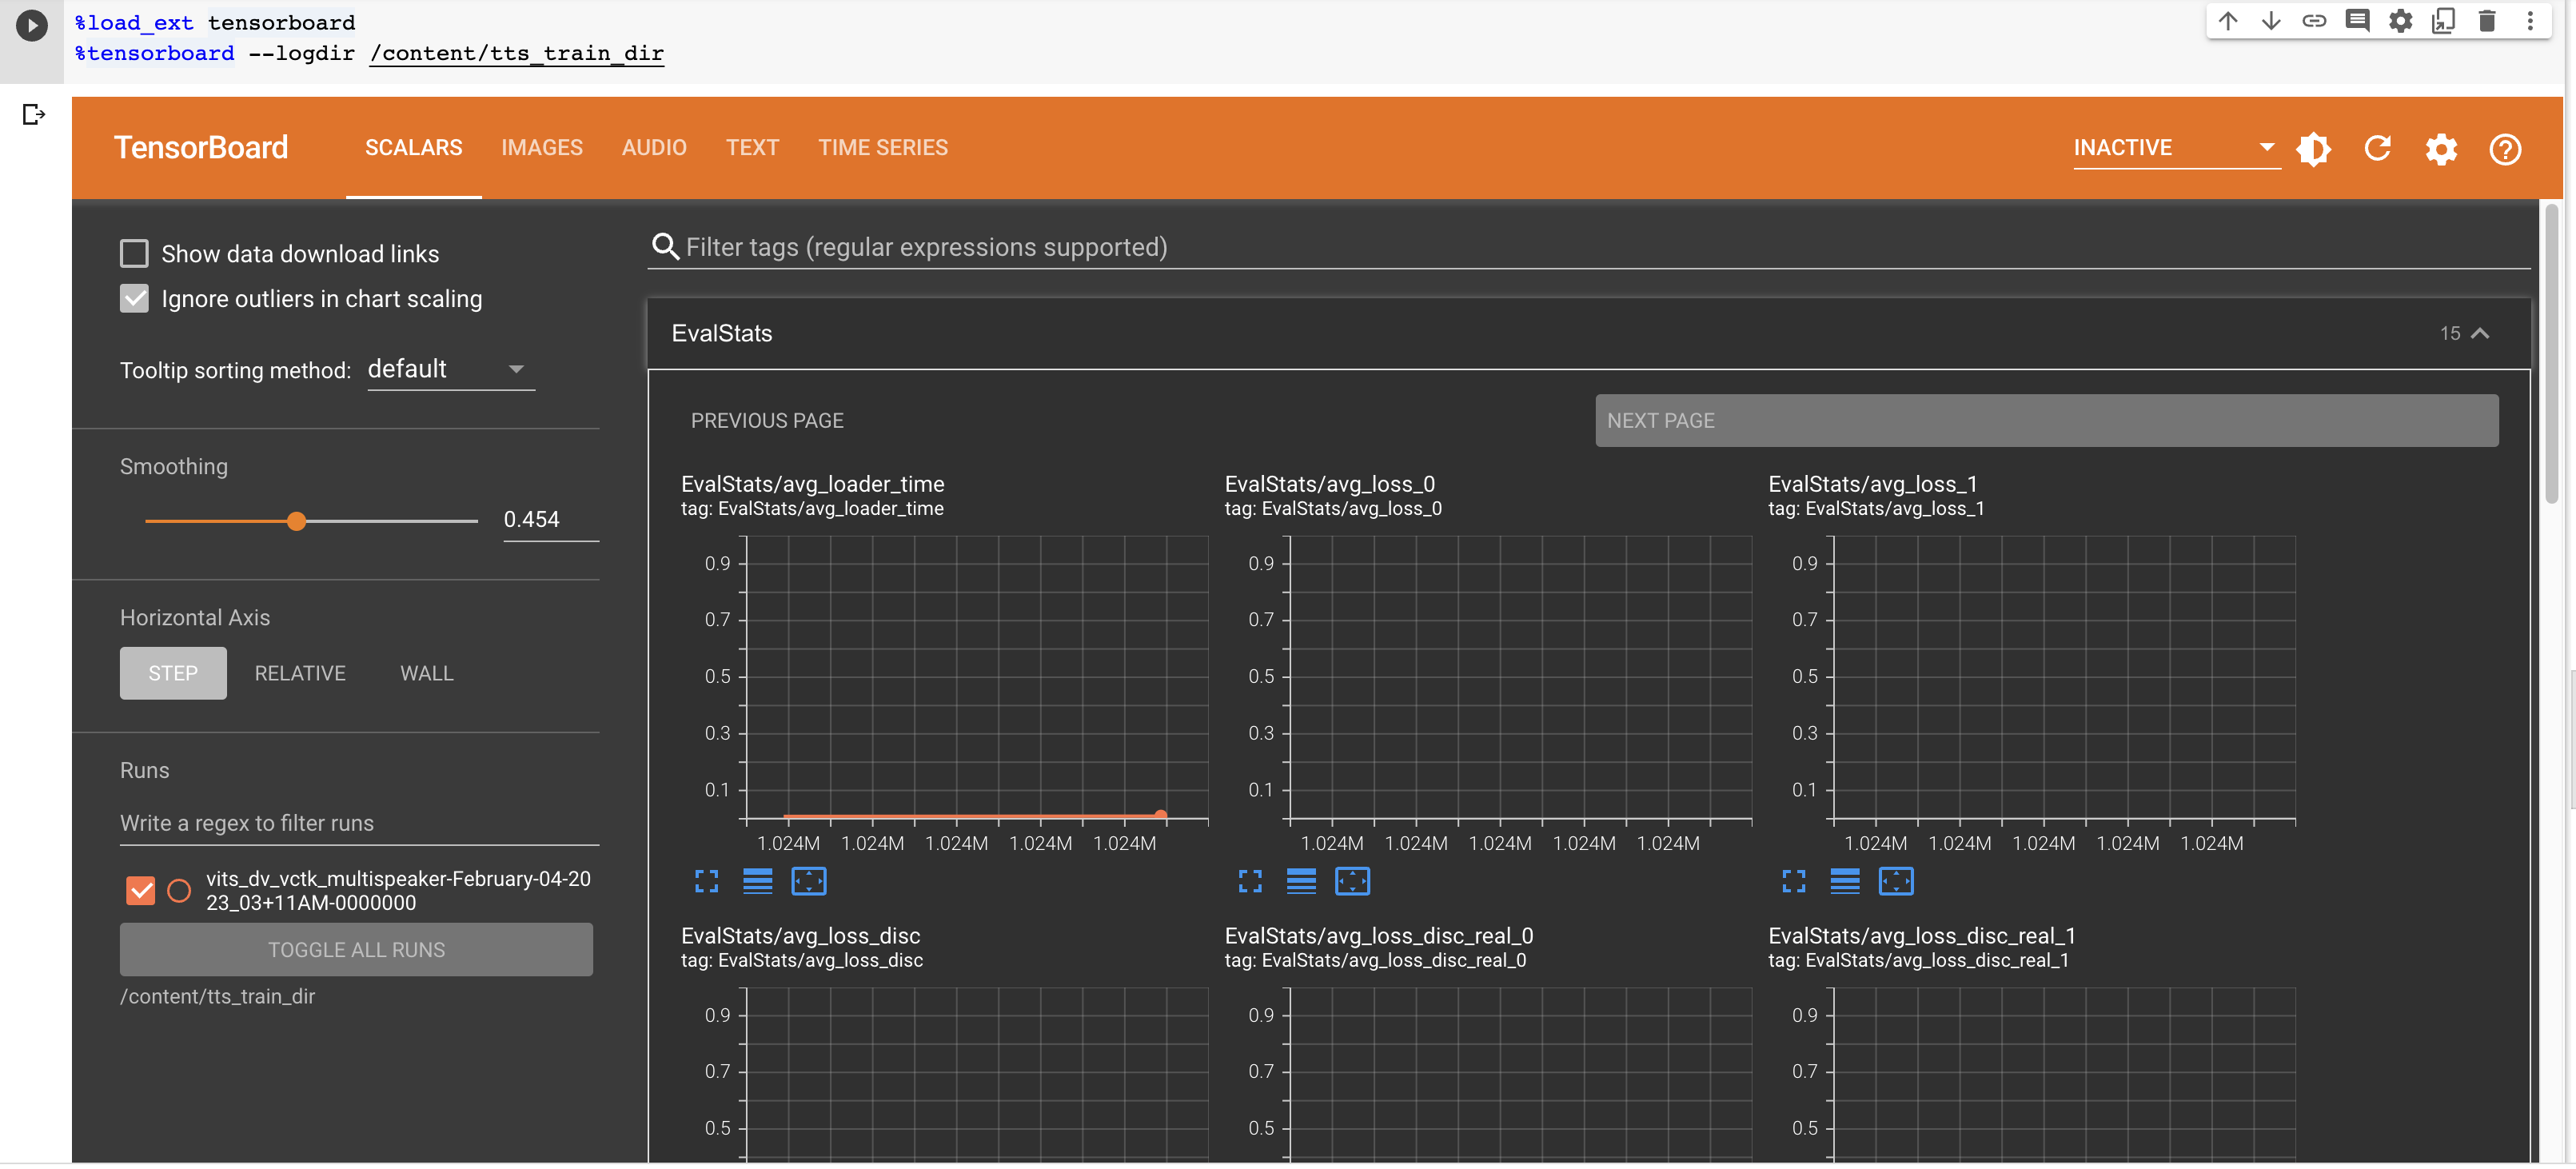 %load_ext tensorboard
%tensorboard --logdir /content/tts_train_dir
TensorBoard SCALARS IMAGES AUDIO TEXT TIME SERIES INACTIVE
Show data download links
Ignore outliers in chart scaling
Tooltip sorting method: default
Smoothing
0.454
Horizontal Axis
STEP RELATIVE WALL
Runs
Write a regex to filter runs
vits_dv_vctk_multispeaker-February-04-20
23_03+11AM-0000000
TOGGLE ALL RUNS
/content/tts_train_dir
Filter tags (regular expressions supported)
EvalStats 15
PREVIOUS PAGE NEXT PAGE
EvalStats/avg_loader_time
tag: EvalStats/avg_loader_time
0.9
0.7
0.5
0.3
0.1
1.024M 1.024M 1.024M 1.024M 1.024M
EvalStats/avg_loss_0
tag: EvalStats/avg_loss_0
0.9
0.7
0.5
0.3
0.1
1.024M 1.024M 1.024M 1.024M 1.024M
EvalStats/avg_loss_1
tag: EvalStats/avg_loss_1
0.9
0.7
0.5
0.3
0.1
1.024M 1.024M 1.024M 1.024M 1.024M
EvalStats/avg_loss_disc
tag: EvalStats/avg_loss_disc
0.9
0.7
0.5
EvalStats/avg_loss_disc_real_0
tag: EvalStats/avg_loss_disc_real_0
0.9
0.7
0.5
EvalStats/avg_loss_disc_real_1
tag: EvalStats/avg_loss_disc_real_1
0.9
0.7
0.5